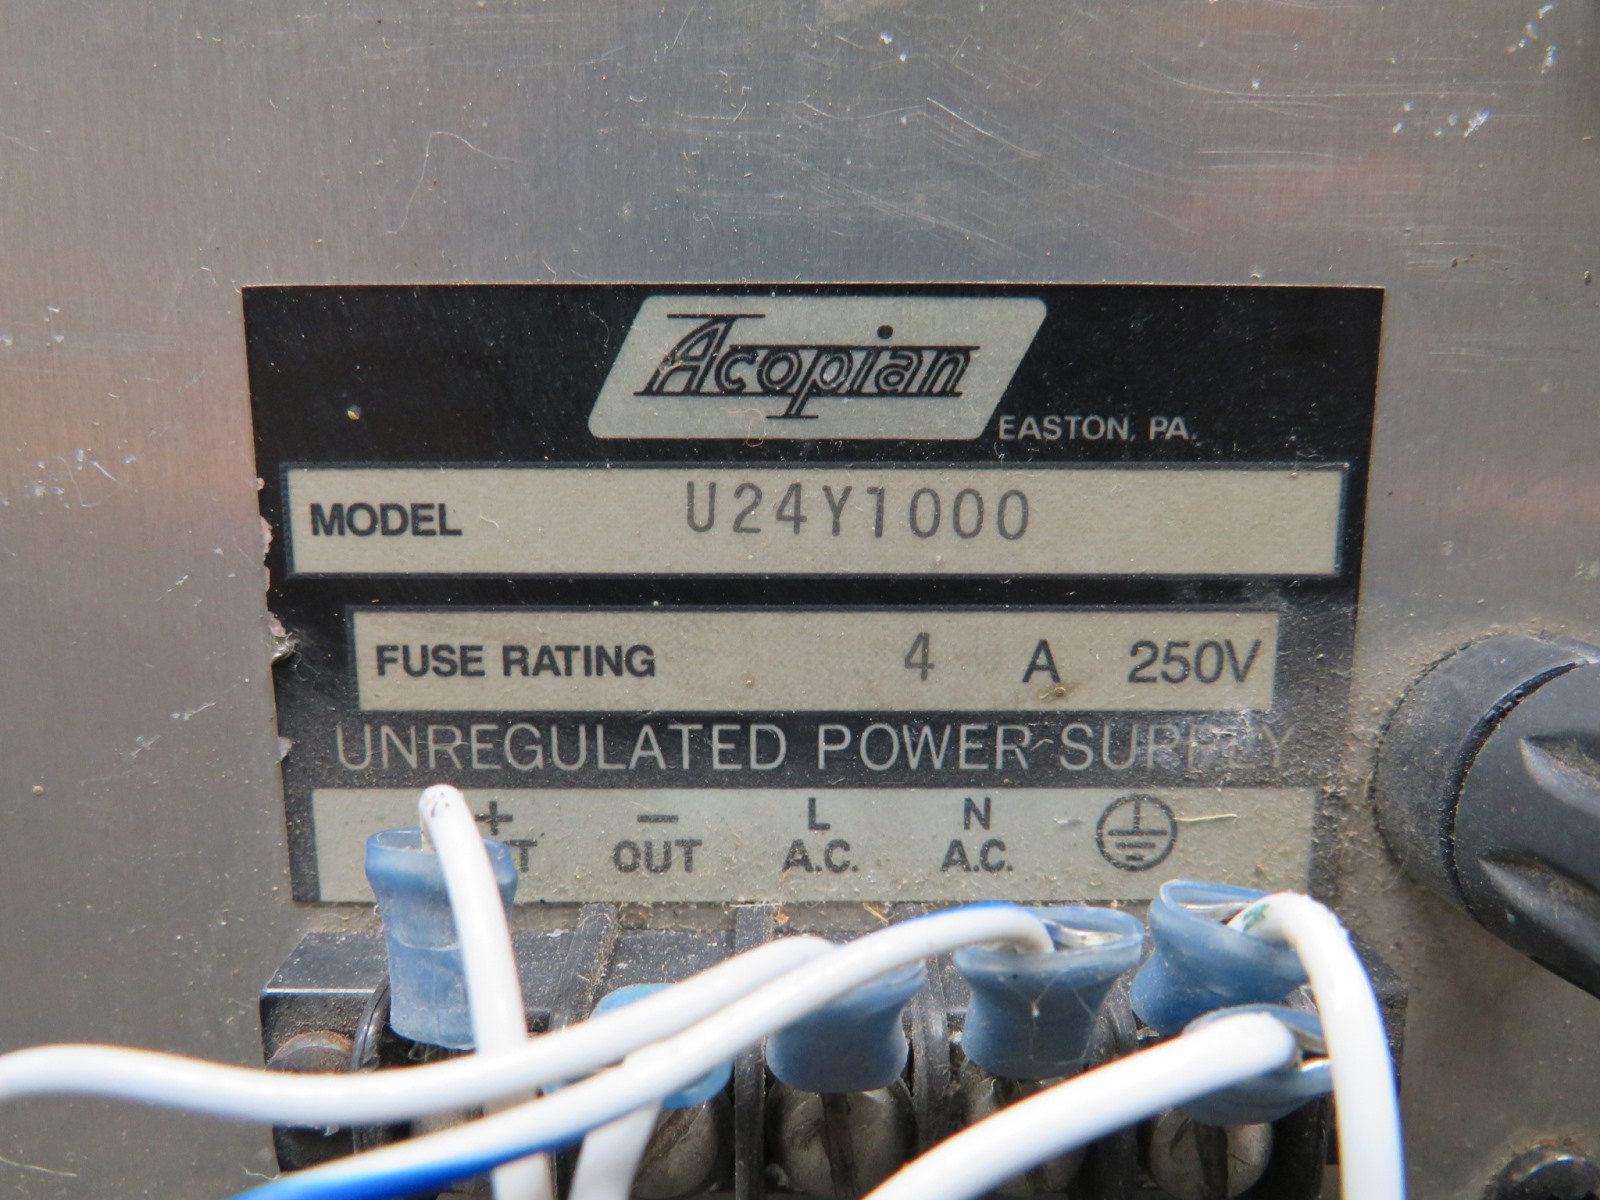 Acopian
EASTON, PA.
MODEL U24Y1000
FUSE RATING 4 A 250V
UNREGULATED POWER SUPPLY
+ − L N
OUT A.C. A.C.